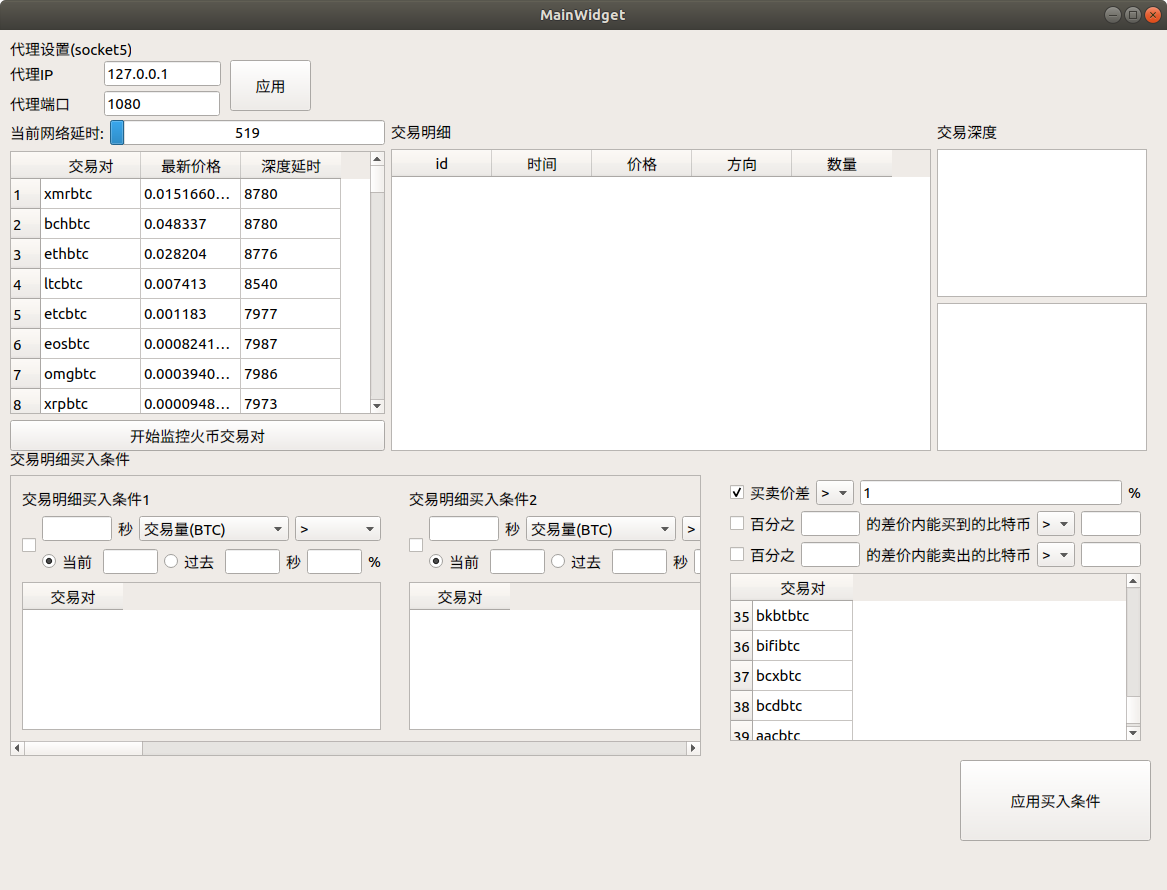 MainWidget
代理设置(socket5)
代理IP 127.0.0.1 应用
代理端口 1080
当前网络延时: 519 交易明细 交易深度
交易对 最新价格 深度延时 id 时间 价格 方向 数量
1 xmrbtc 0.0151660... 8780
2 bchbtc 0.048337 8780
3 ethbtc 0.028204 8776
4 ltcbtc 0.007413 8540
5 etcbtc 0.001183 7977
6 eosbtc 0.0008241... 7987
7 omgbtc 0.0003940... 7986
8 xrpbtc 0.0000948... 7973
开始监控火币交易对
交易明细买入条件
交易明细买入条件1
秒 交易量(BTC) >
当前 过去 秒 %
交易对
交易明细买入条件2
秒 交易量(BTC) >
当前 过去 秒
交易对
买卖价差 > 1 %
百分之 的差价内能买到的比特币 >
百分之 的差价内能卖出的比特币 >
交易对
35 bkbtbtc
36 bifibtc
37 bcxbtc
38 bcdbtc
39 aacbtc
应用买入条件